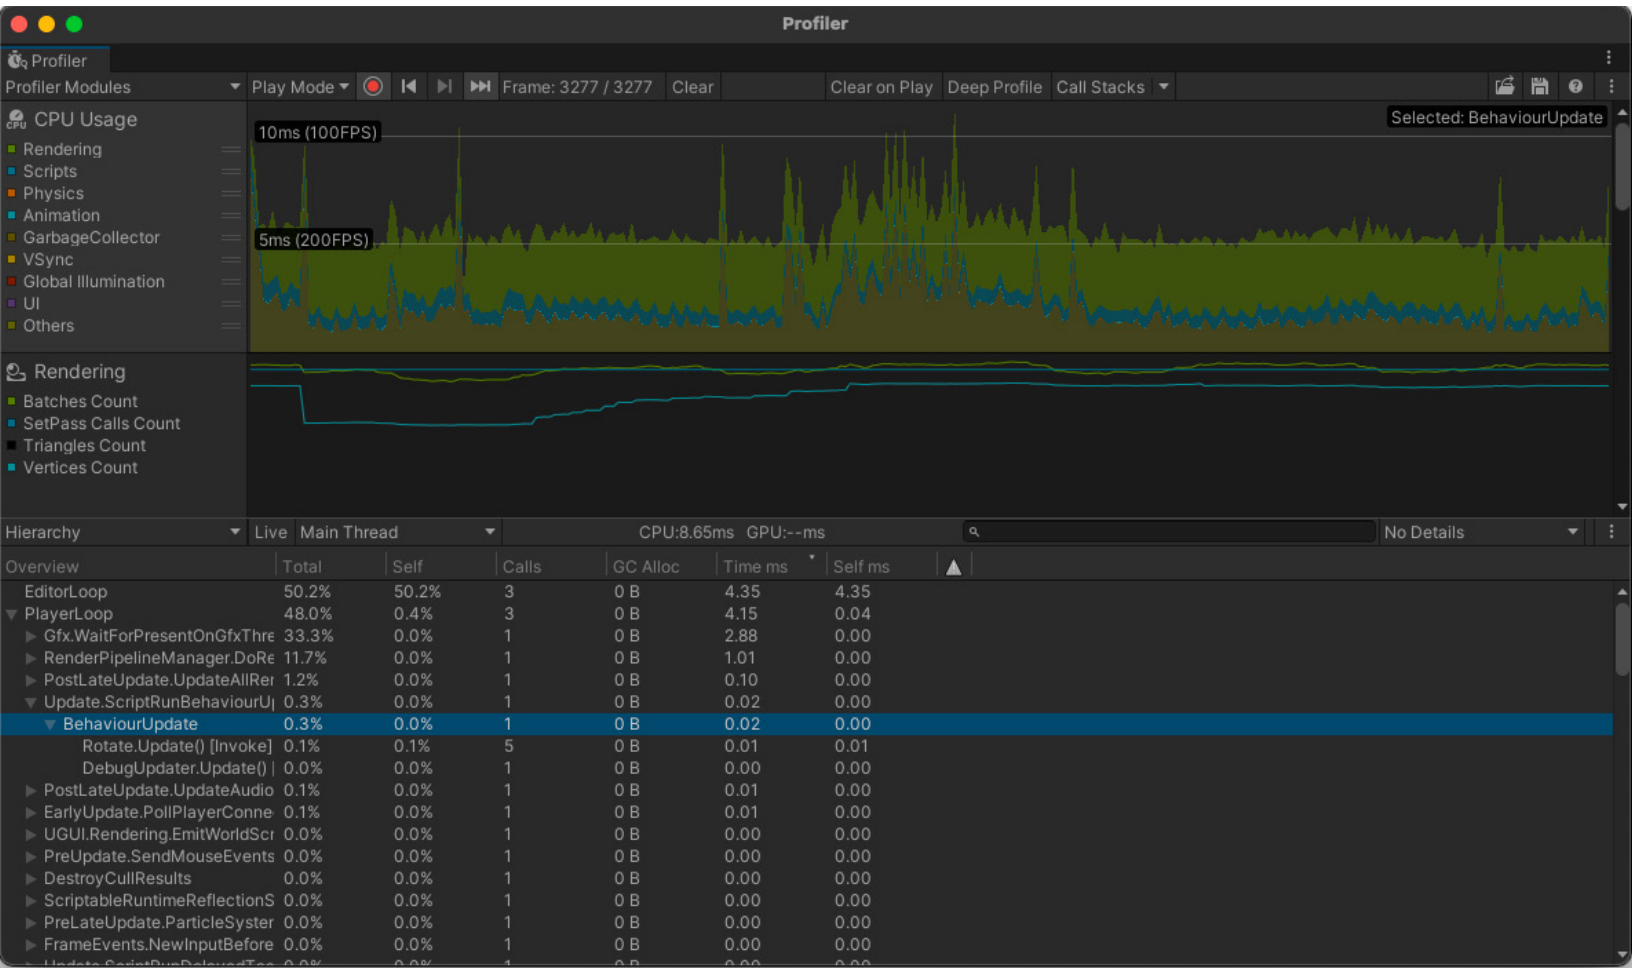 Profiler
Profiler
Profiler Modules Play Mode Frame: 3277 / 3277 Clear Clear on Play Deep Profile Call Stacks
CPU Usage
Rendering
Scripts
Physics
Animation
GarbageCollector
VSync
Global Illumination
UI
Others
10ms (100FPS)
Selected: BehaviourUpdate
5ms (200FPS)
Rendering
Batches Count
SetPass Calls Count
Triangles Count
Vertices Count
Hierarchy Live Main Thread CPU:8.65ms GPU:--ms No Details
Overview Total Self Calls GC Alloc Time ms Self ms
EditorLoop 50.2% 50.2% 3 0 B 4.35 4.35
PlayerLoop 48.0% 0.4% 3 0 B 4.15 0.04
Gfx.WaitForPresentOnGfxThre 33.3% 0.0% 1 0 B 2.88 0.00
RenderPipelineManager.DoRe 11.7% 0.0% 1 0 B 1.01 0.00
PostLateUpdate.UpdateAllRer 1.2% 0.0% 1 0 B 0.10 0.00
Update.ScriptRunBehaviourU 0.3% 0.0% 1 0 B 0.02 0.00
BehaviourUpdate 0.3% 0.0% 1 0 B 0.02 0.00
Rotate.Update() [Invoke] 0.1% 0.1% 5 0 B 0.01 0.01
DebugUpdater.Update() [ 0.0% 0.0% 1 0 B 0.00 0.00
PostLateUpdate.UpdateAudio 0.1% 0.0% 1 0 B 0.01 0.00
EarlyUpdate.PollPlayerConne 0.1% 0.0% 1 0 B 0.01 0.00
UGUI.Rendering.EmitWorldScr 0.0% 0.0% 1 0 B 0.00 0.00
PreUpdate.SendMouseEvents 0.0% 0.0% 1 0 B 0.00 0.00
DestroyCullResults 0.0% 0.0% 1 0 B 0.00 0.00
ScriptableRuntimeReflectionS 0.0% 0.0% 1 0 B 0.00 0.00
PreLateUpdate.ParticleSyster 0.0% 0.0% 1 0 B 0.00 0.00
FrameEvents.NewInputBefore 0.0% 0.0% 1 0 B 0.00 0.00